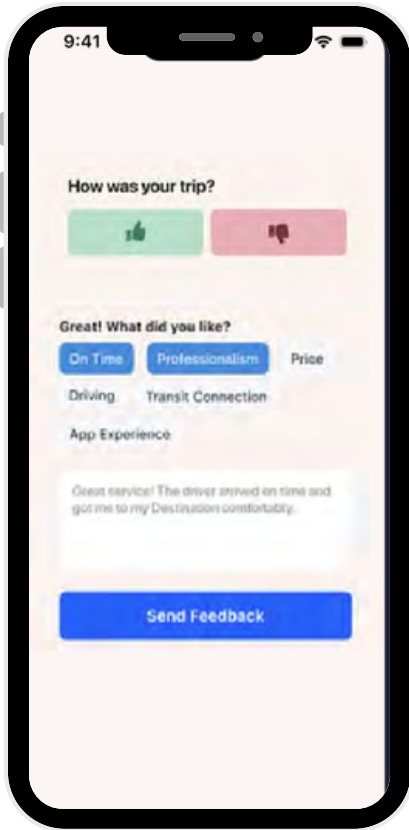 9:41
How was your trip?
Great! What did you like?
On Time Professionalism Price
Driving Transit Connection
App Experience
Great service! The driver arrived on time and
got me to my Destination comfortably.
Send Feedback